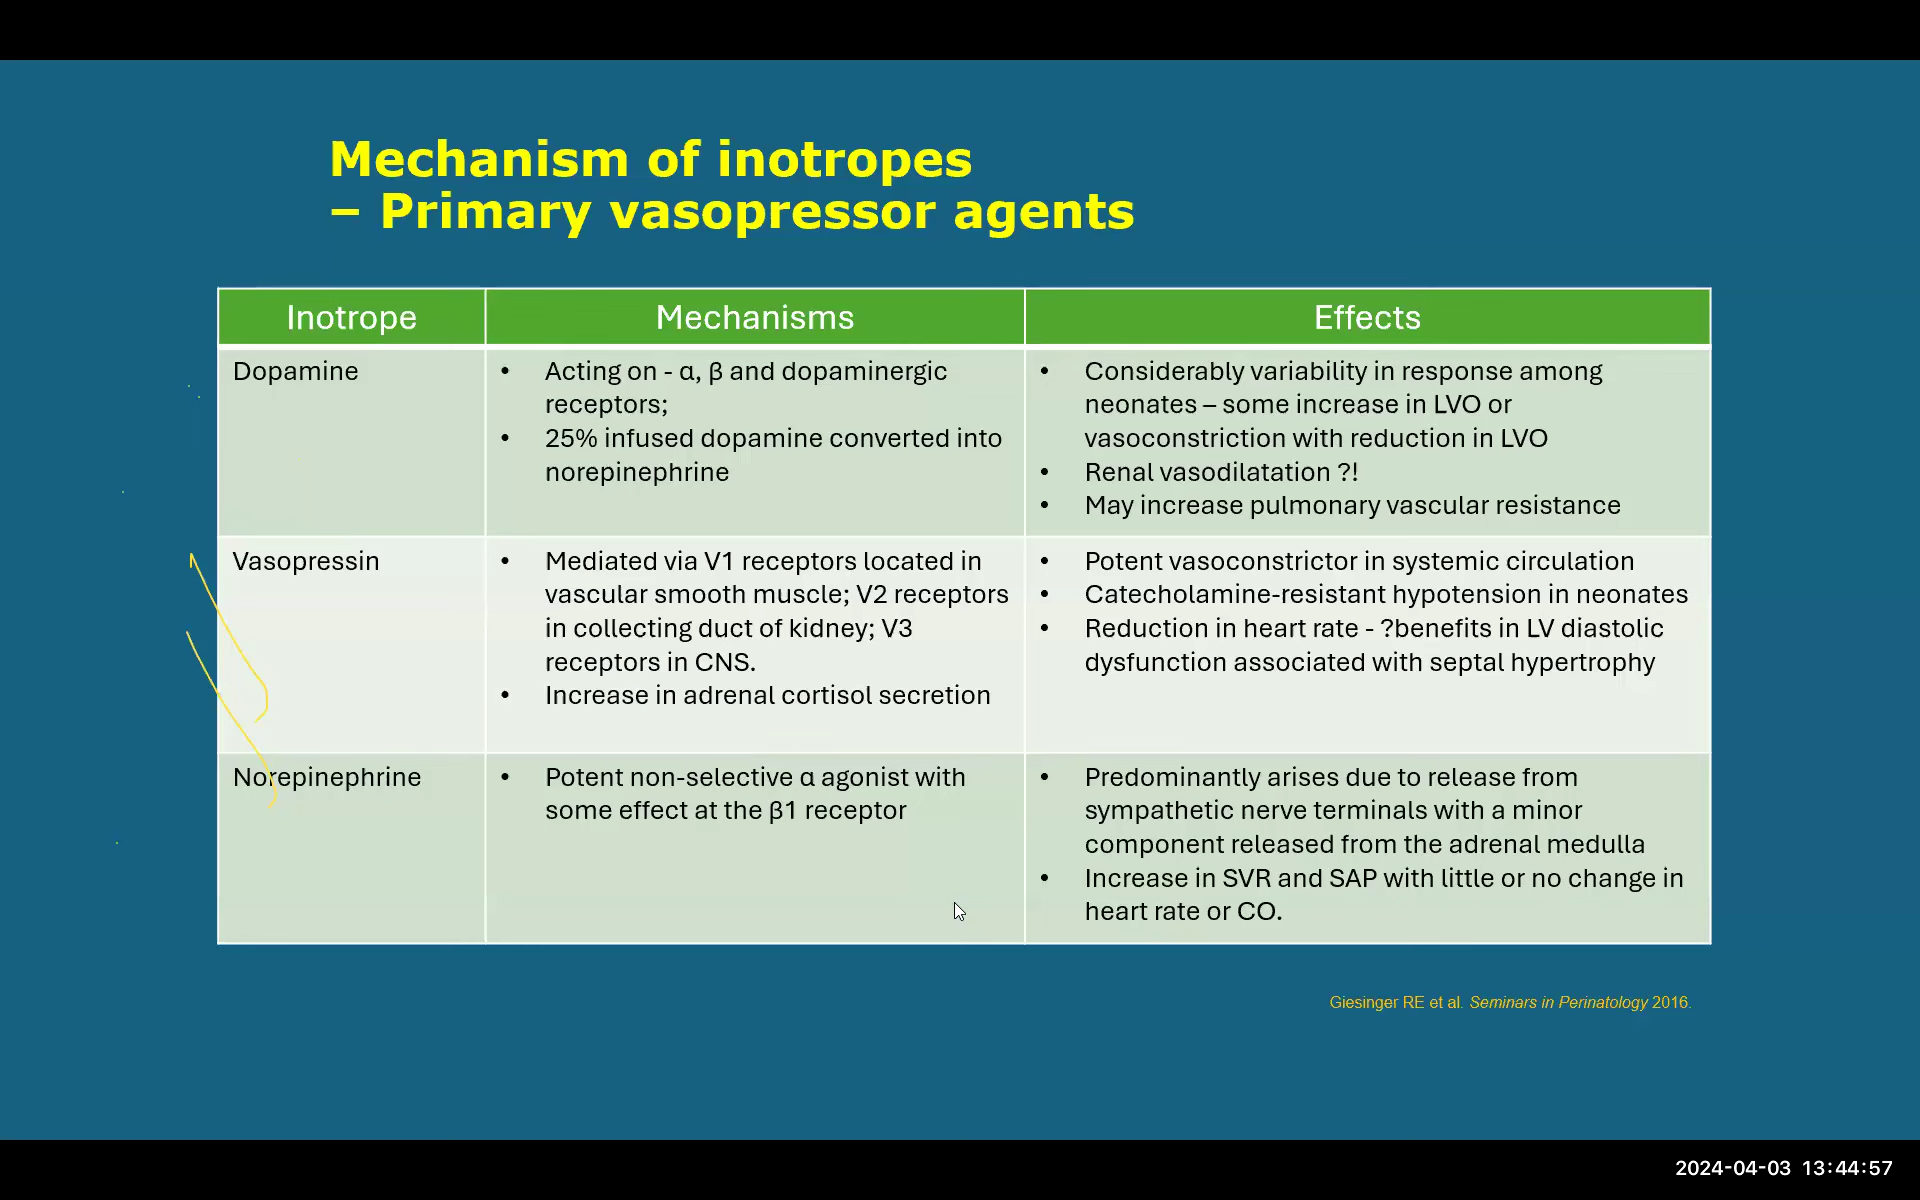 Mechanism of inotropes
– Primary vasopressor agents
Inotrope
Mechanisms
Effects
Dopamine
• Acting on - α, β and dopaminergic
receptors;
• 25% infused dopamine converted into
norepinephrine
• Considerably variability in response among
neonates – some increase in LVO or
vasoconstriction with reduction in LVO
• Renal vasodilatation ?!
• May increase pulmonary vascular resistance
Vasopressin
• Mediated via V1 receptors located in
vascular smooth muscle; V2 receptors
in collecting duct of kidney; V3
receptors in CNS.
• Increase in adrenal cortisol secretion
• Potent vasoconstrictor in systemic circulation
• Catecholamine-resistant hypotension in neonates
• Reduction in heart rate - ?benefits in LV diastolic
dysfunction associated with septal hypertrophy
Norepinephrine
• Potent non-selective α agonist with
some effect at the β1 receptor
• Predominantly arises due to release from
sympathetic nerve terminals with a minor
component released from the adrenal medulla
• Increase in SVR and SAP with little or no change in
heart rate or CO.
Giesinger RE et al. Seminars in Perinatology 2016.
2024-04-03 13:44:57